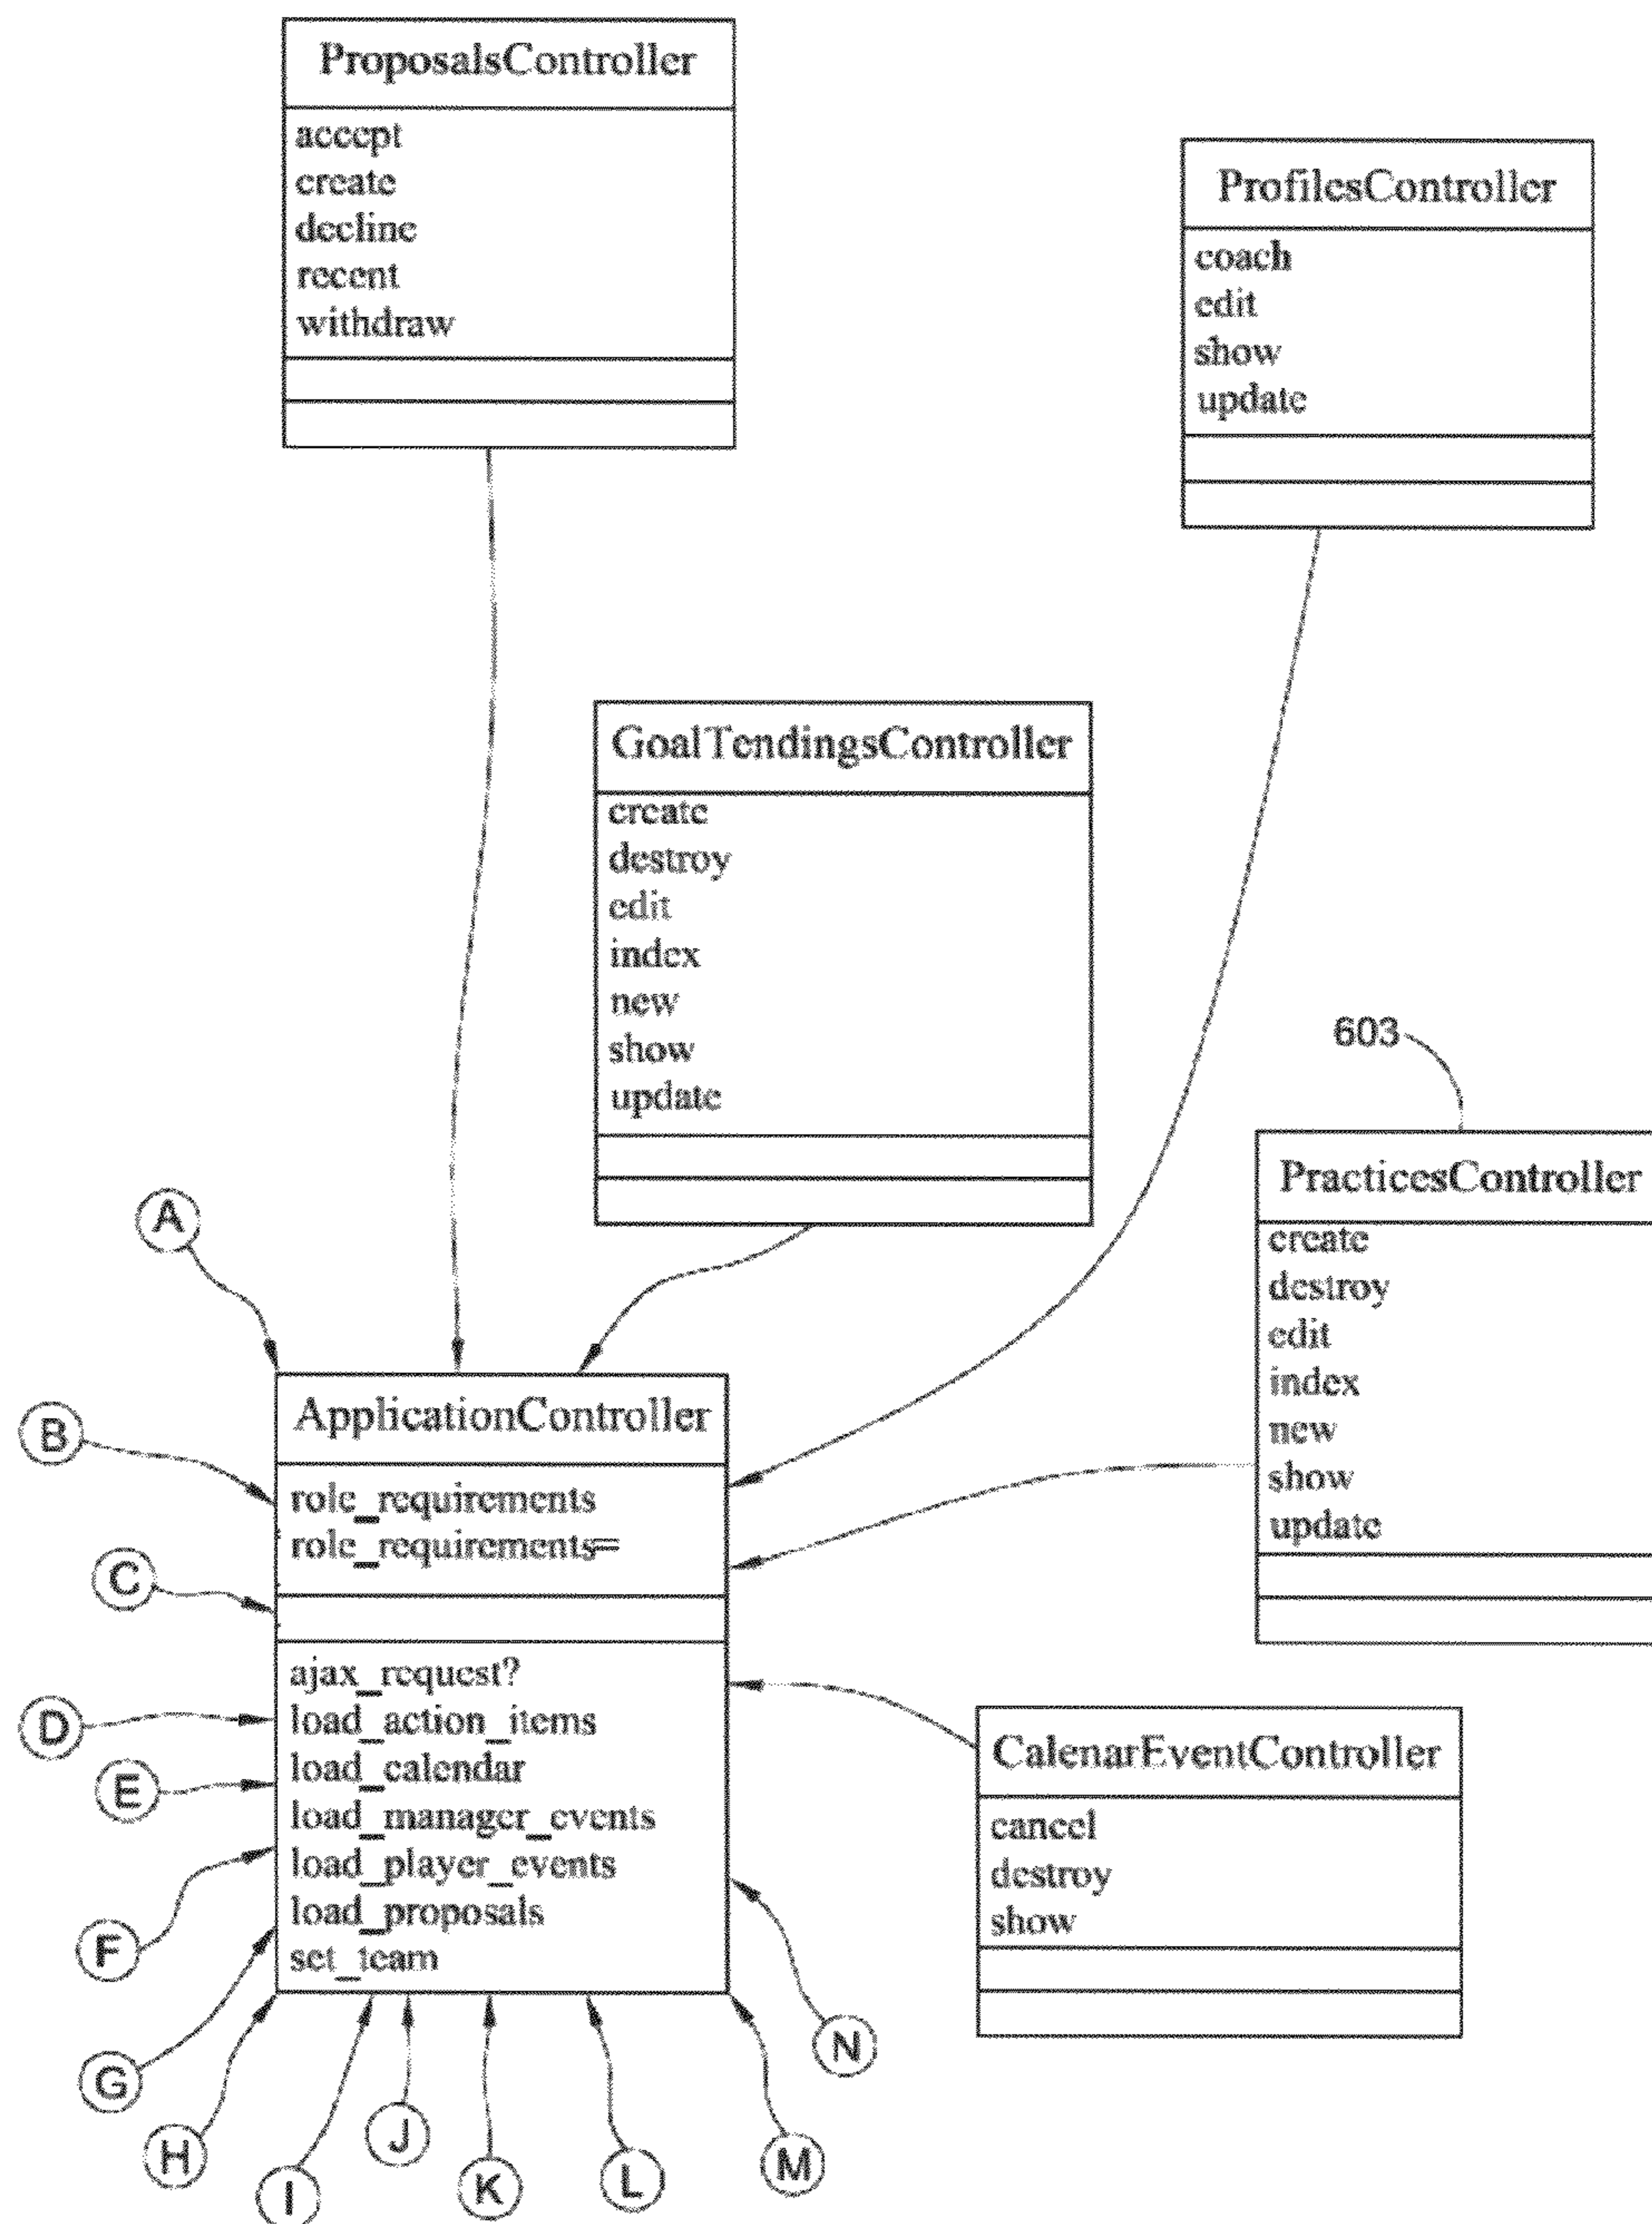 ProposalsController
accept
create
decline
recent
withdraw
ProfilesController
coach
edit
show
update
GoalTendingsController
create
destroy
edit
index
new
show
update
603
PracticesController
create
destroy
edit
index
new
show
update
A
B
C
D
E
F
G
H
I
J
K
L
M
N
ApplicationController
role_requirements
role_requirements=
ajax_request?
load_action_items
load_calendar
load_manager_events
load_player_events
load_proposals
set_team
CalenarEventController
cancel
destroy
show